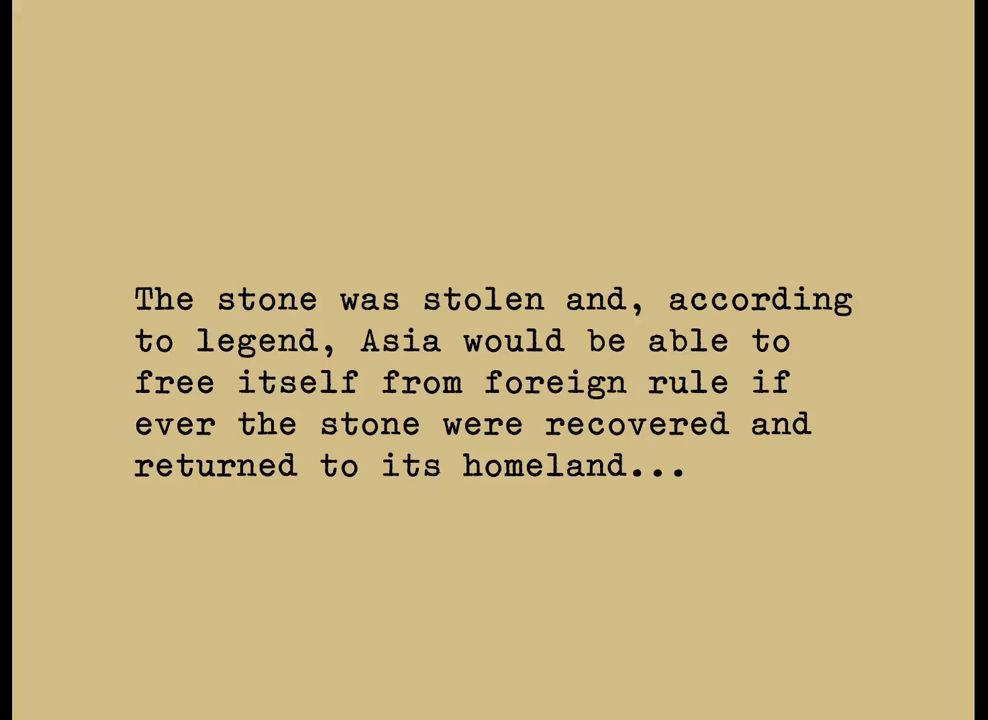 The stone was stolen and, according
to legend, Asia would be able to
free itself from foreign rule if
ever the stone were recovered and
returned to its homeland...